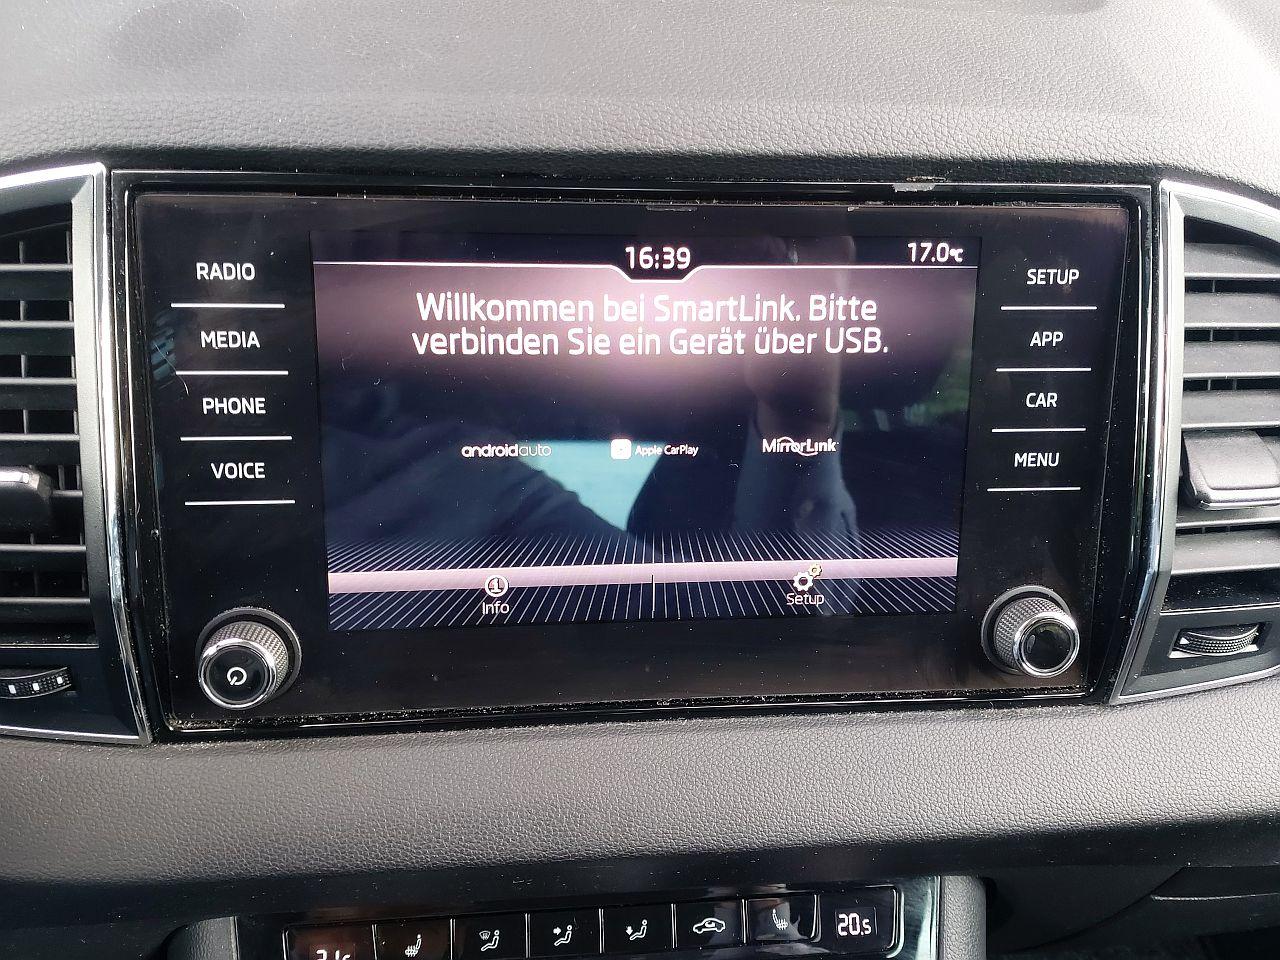 16:39
17.0°C
RADIO
MEDIA
PHONE
VOICE
Willkommen bei SmartLink. Bitte
verbinden Sie ein Gerät über USB.
androidauto
Apple CarPlay
MirrorLink
Info
Setup
SETUP
APP
CAR
MENU
20.5